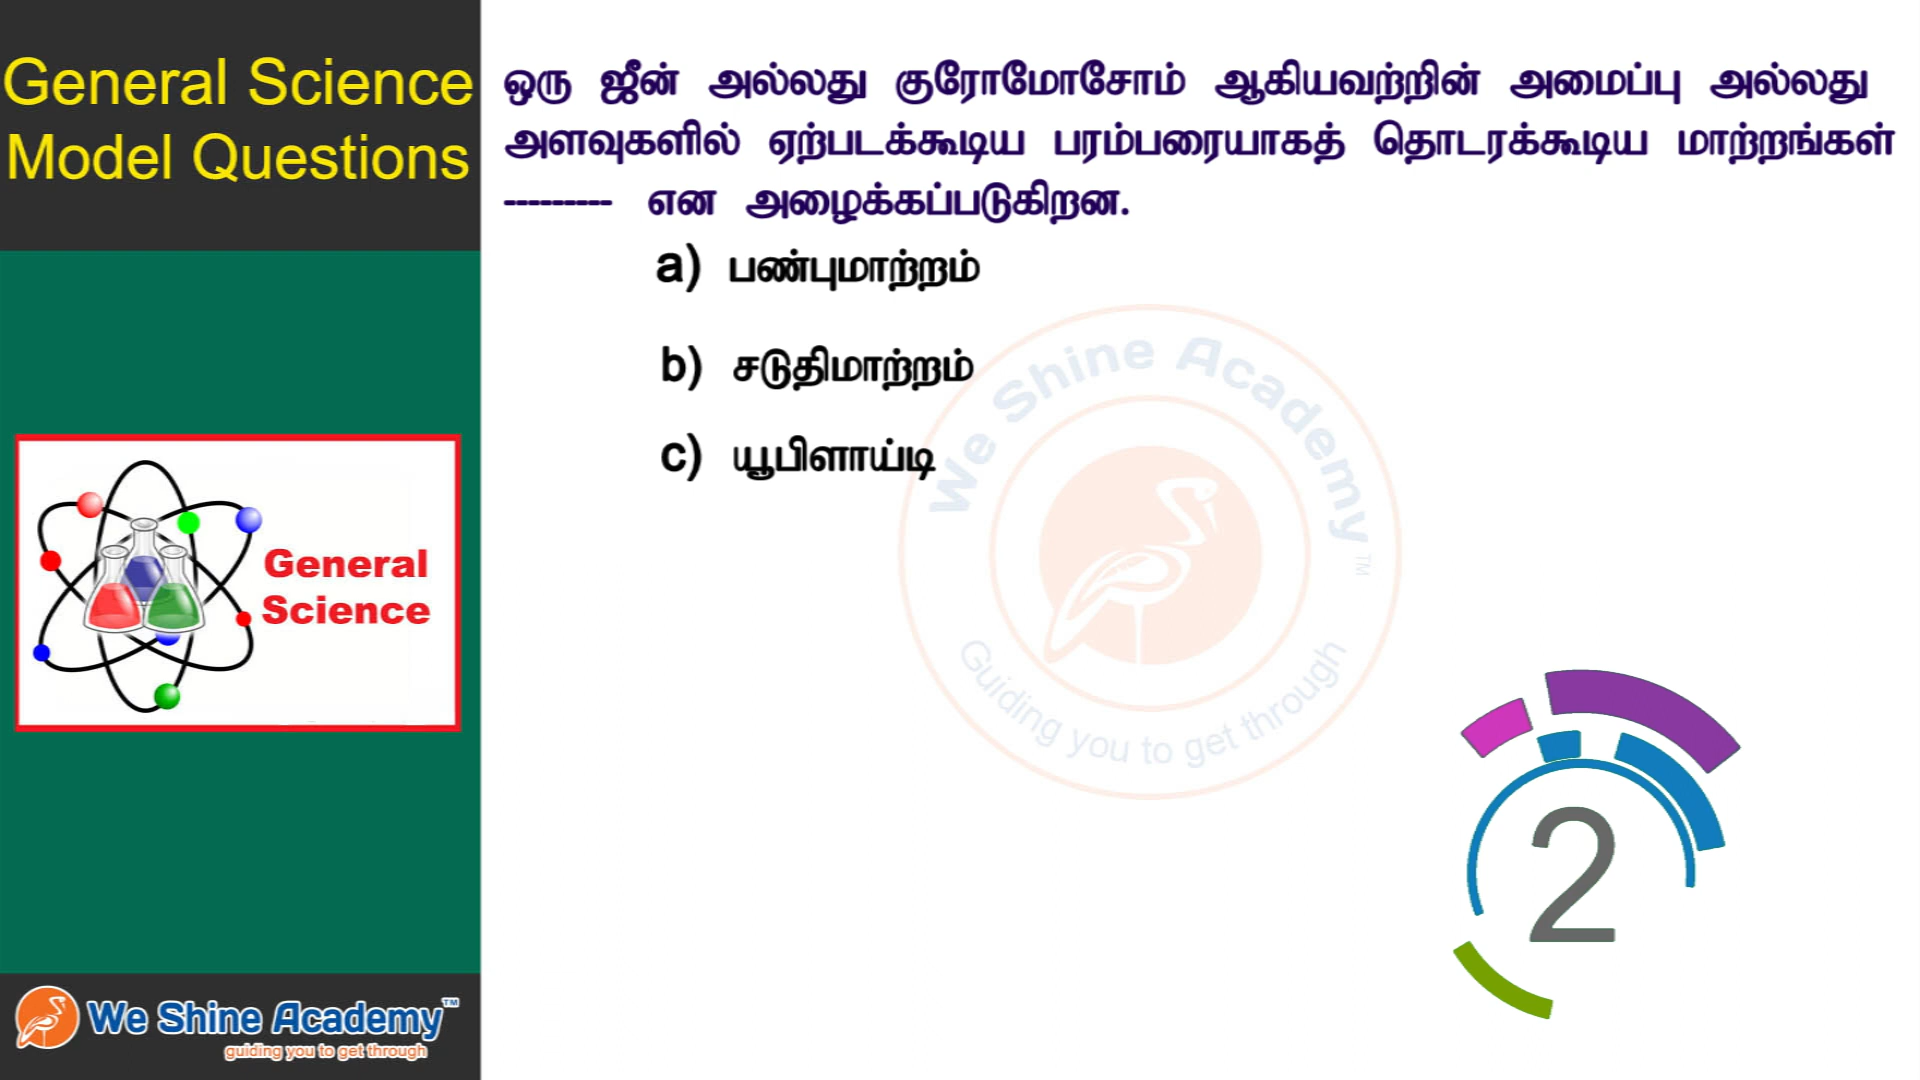 General Science
Model Questions
ஒரு ஜீன் அல்லது குரோமோசோம் ஆகியவற்றின் அமைப்பு அல்லது
அளவுகளில் ஏற்படக்கூடிய பரம்பரையாகத் தொடரக்கூடிய மாற்றங்கள்
--------- என அழைக்கப்படுகிறன.
a) பண்புமாற்றம்
b) சடுதிமாற்றம்
c) யூபிளாய்டி
We Shine Academy™
Guiding you to get through
General
Science
2
We Shine Academy™
guiding you to get through